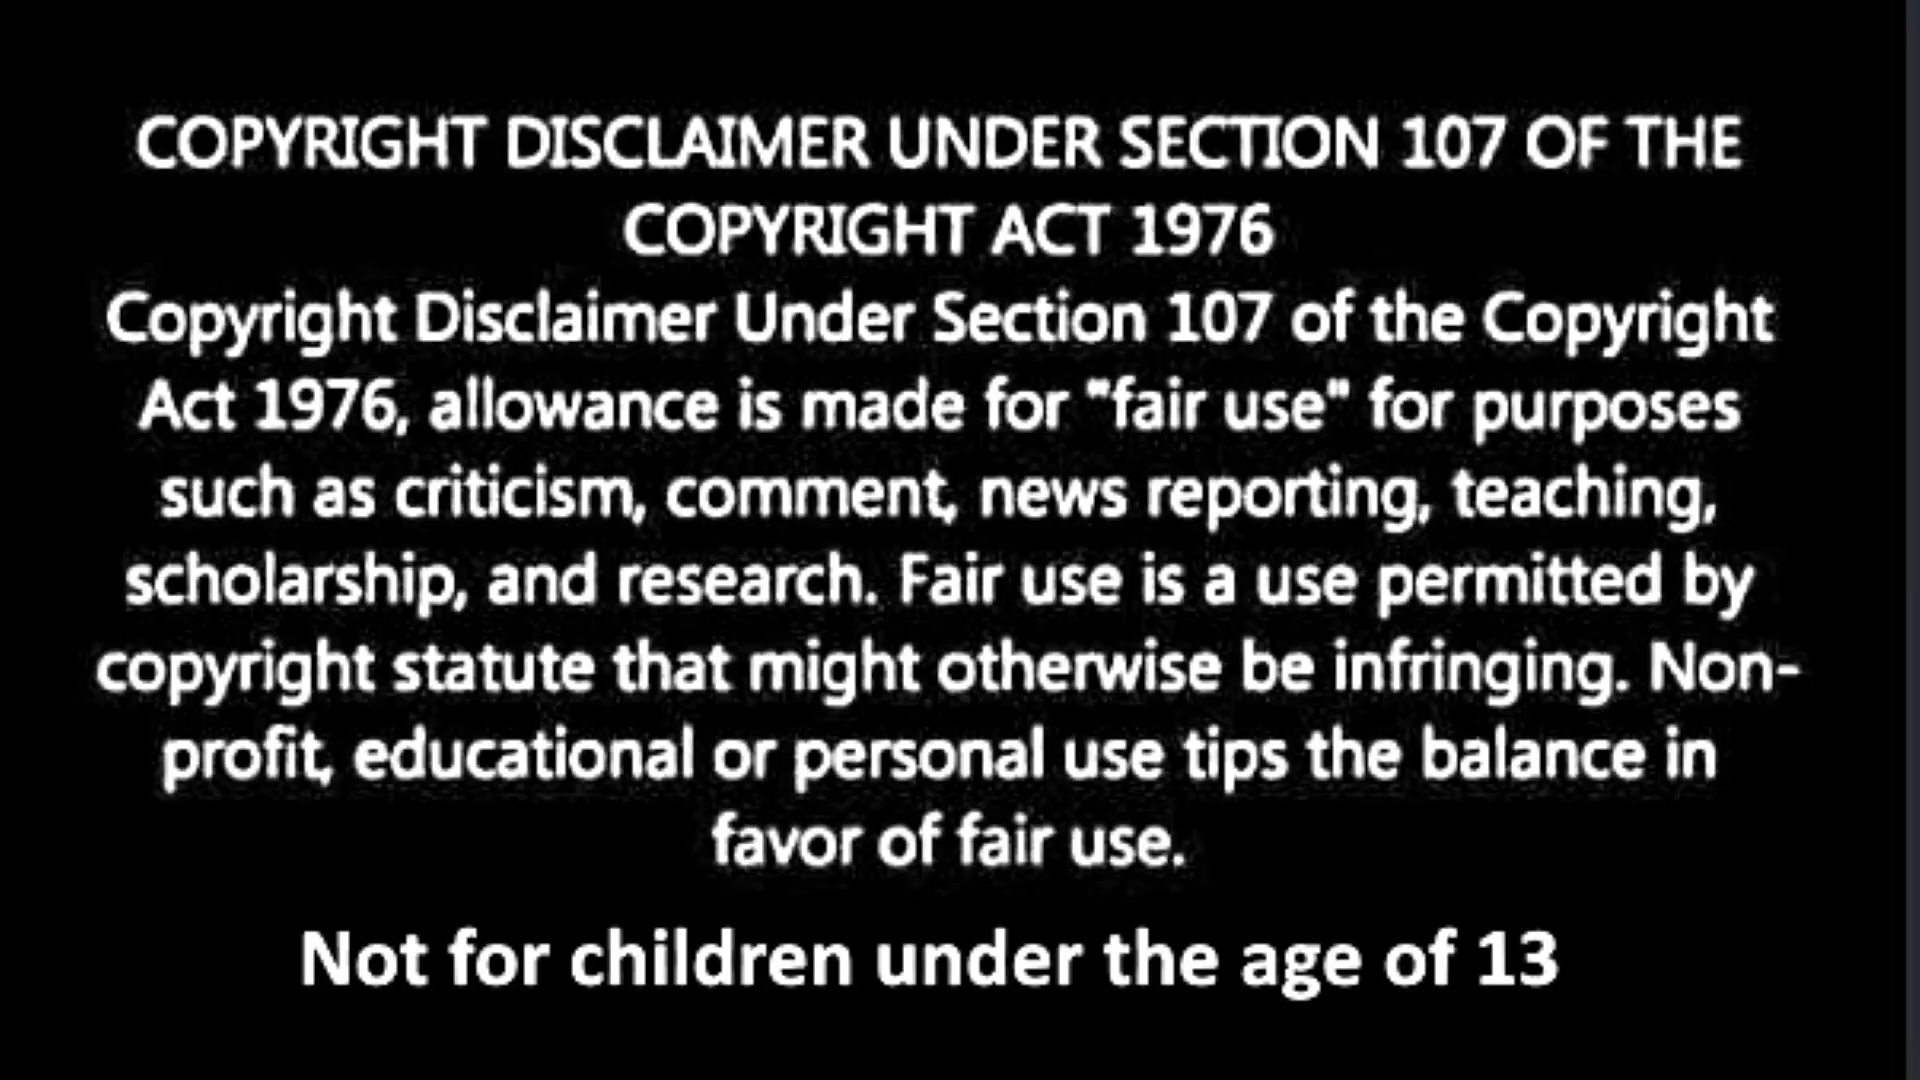 COPYRIGHT DISCLAIMER UNDER SECTION 107 OF THE
COPYRIGHT ACT 1976
Copyright Disclaimer Under Section 107 of the Copyright
Act 1976, allowance is made for "fair use" for purposes
such as criticism, comment, news reporting, teaching,
scholarship, and research. Fair use is a use permitted by
copyright statute that might otherwise be infringing. Non-
profit, educational or personal use tips the balance in
favor of fair use.
Not for children under the age of 13